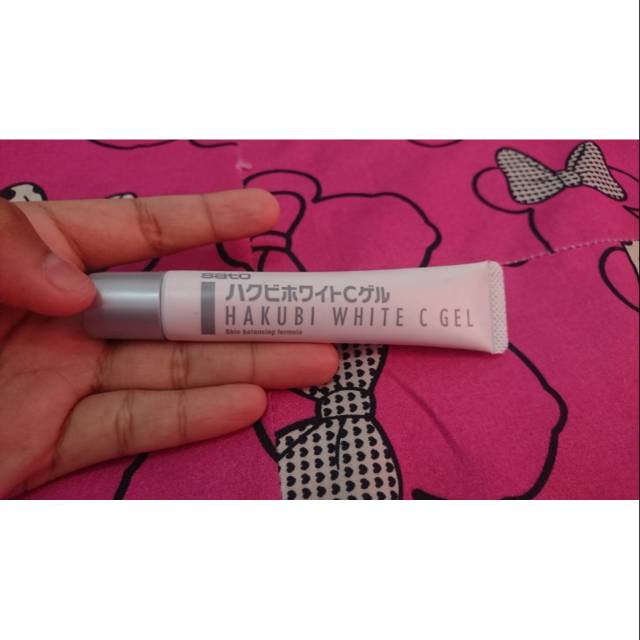 sato
ハクビホワイトCゲル
HAKUBI WHITE C GEL
Skin balancing formula